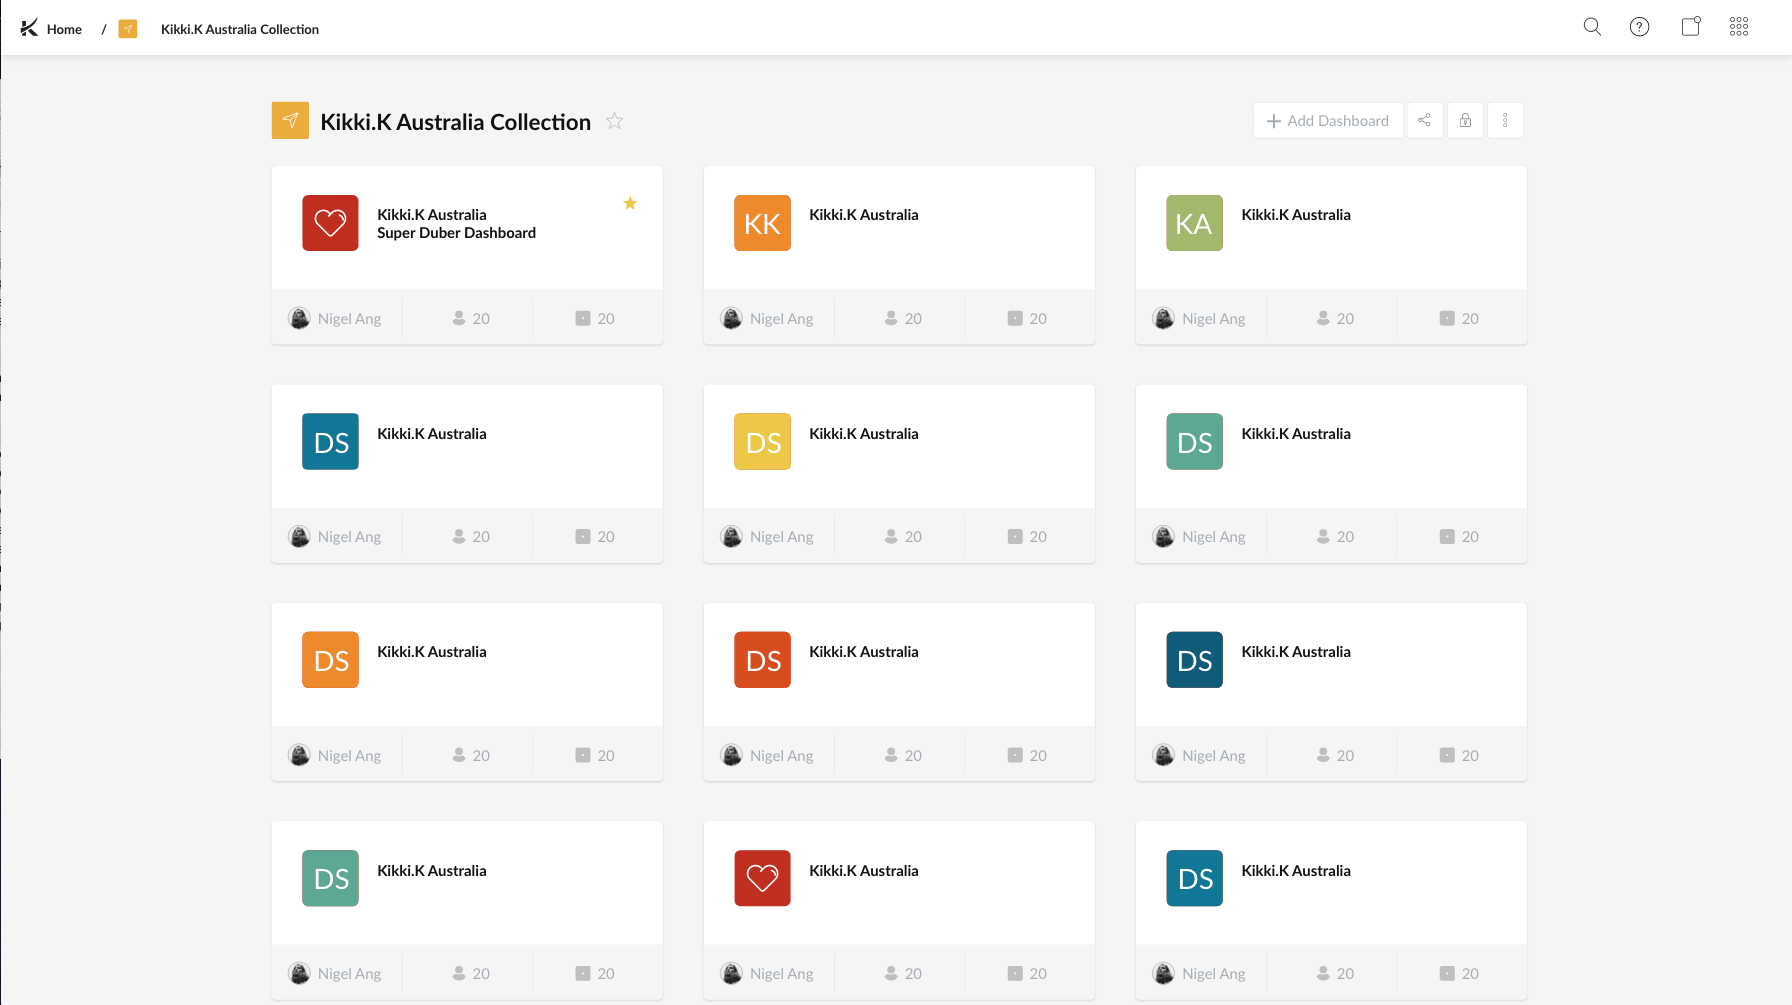 Home / Kikki.K Australia Collection
Kikki.K Australia Collection
Add Dashboard
Kikki.K Australia
Super Duber Dashboard
Nigel Ang 20 20
KK Kikki.K Australia
Nigel Ang 20 20
KA Kikki.K Australia
Nigel Ang 20 20
DS Kikki.K Australia
Nigel Ang 20 20
DS Kikki.K Australia
Nigel Ang 20 20
DS Kikki.K Australia
Nigel Ang 20 20
DS Kikki.K Australia
Nigel Ang 20 20
DS Kikki.K Australia
Nigel Ang 20 20
DS Kikki.K Australia
Nigel Ang 20 20
DS Kikki.K Australia
Nigel Ang 20 20
Kikki.K Australia
Nigel Ang 20 20
DS Kikki.K Australia
Nigel Ang 20 20